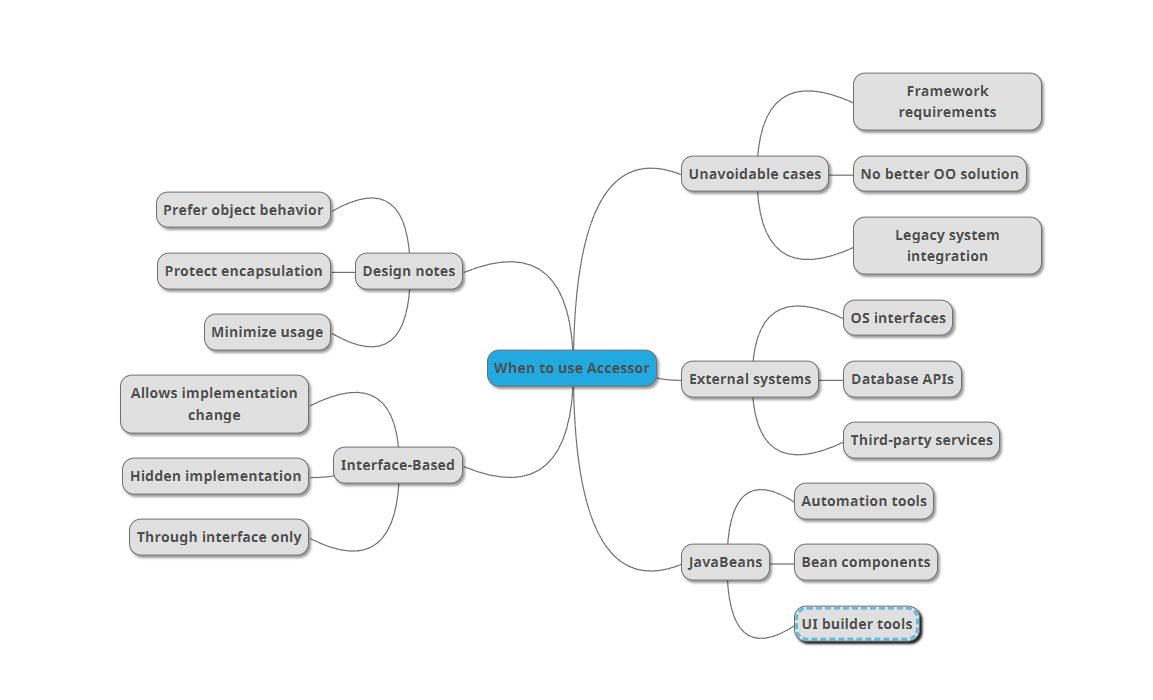 When to use Accessor
Unavoidable cases
Framework
requirements
No better OO solution
Legacy system
integration
External systems
OS interfaces
Database APIs
Third-party services
JavaBeans
Automation tools
Bean components
UI builder tools
Design notes
Prefer object behavior
Protect encapsulation
Minimize usage
Interface-Based
Allows implementation
change
Hidden implementation
Through interface only